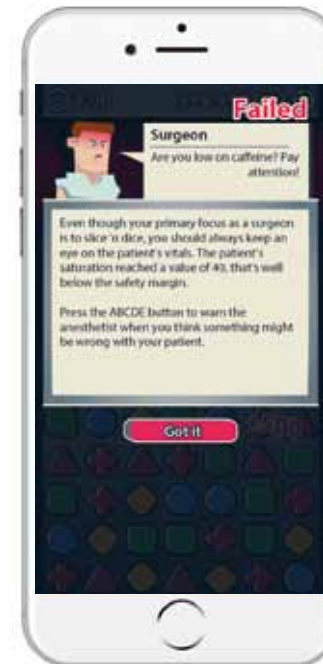 Failed
Surgeon
Are you low on caffeine? Pay
attention!
Even though your primary focus as a surgeon
is to slice 'n dice, you should always keep an
eye on the patient's vitals. The patient's
saturation reached a value of 49, that's well
below the safety margin.
Press the ABCDE button to warn the
anesthetist when you think something might
be wrong with your patient.
Got it